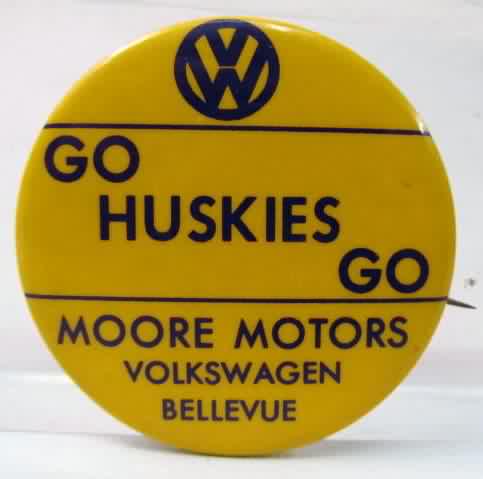 VW
GO
HUSKIES
GO
MOORE MOTORS
VOLKSWAGEN
BELLEVUE